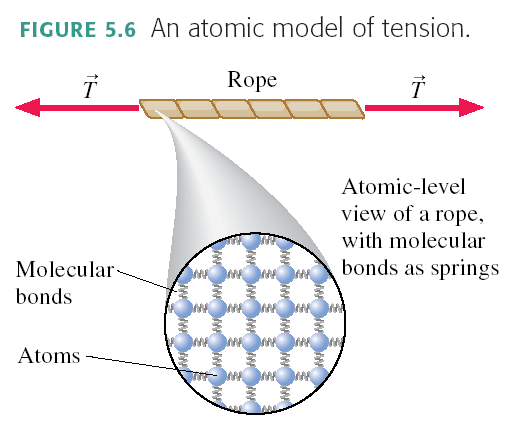 FIGURE 5.6 An atomic model of tension.
T⃗
Rope
T⃗
Atomic-level
view of a rope,
with molecular
bonds as springs
Molecular
bonds
Atoms